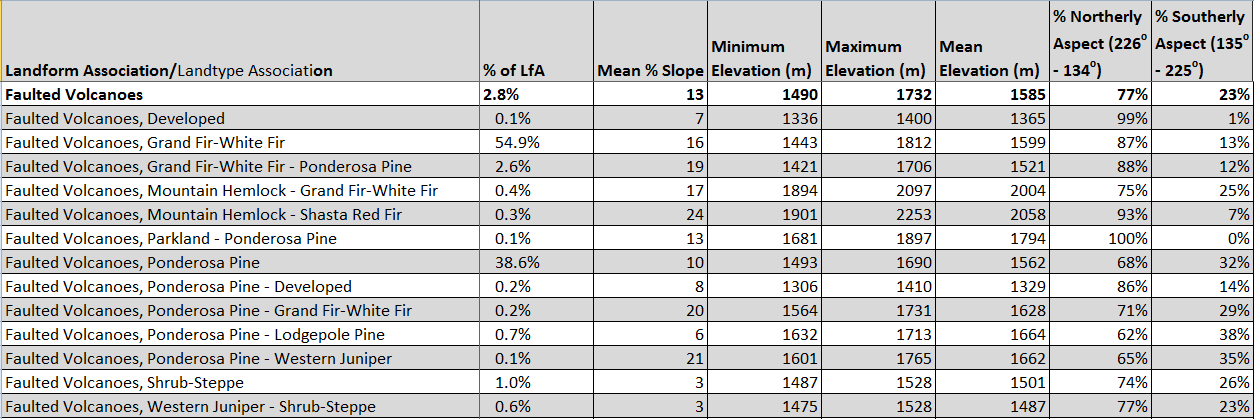 Landform Association/Landtype Association % of LfA Mean % Slope Minimum Elevation (m) Maximum Elevation (m) Mean Elevation (m) % Northerly Aspect (226° - 134°) % Southerly Aspect (135° - 225°)
Faulted Volcanoes 2.8% 13 1490 1732 1585 77% 23%
Faulted Volcanoes, Developed 0.1% 7 1336 1400 1365 99% 1%
Faulted Volcanoes, Grand Fir-White Fir 54.9% 16 1443 1812 1599 87% 13%
Faulted Volcanoes, Grand Fir-White Fir - Ponderosa Pine 2.6% 19 1421 1706 1521 88% 12%
Faulted Volcanoes, Mountain Hemlock - Grand Fir-White Fir 0.4% 17 1894 2097 2004 75% 25%
Faulted Volcanoes, Mountain Hemlock - Shasta Red Fir 0.3% 24 1901 2253 2058 93% 7%
Faulted Volcanoes, Parkland - Ponderosa Pine 0.1% 13 1681 1897 1794 100% 0%
Faulted Volcanoes, Ponderosa Pine 38.6% 10 1493 1690 1562 68% 32%
Faulted Volcanoes, Ponderosa Pine - Developed 0.2% 8 1306 1410 1329 86% 14%
Faulted Volcanoes, Ponderosa Pine - Grand Fir-White Fir 0.2% 20 1564 1731 1628 71% 29%
Faulted Volcanoes, Ponderosa Pine - Lodgepole Pine 0.7% 6 1632 1713 1664 62% 38%
Faulted Volcanoes, Ponderosa Pine - Western Juniper 0.1% 21 1601 1765 1662 65% 35%
Faulted Volcanoes, Shrub-Steppe 1.0% 3 1487 1528 1501 74% 26%
Faulted Volcanoes, Western Juniper - Shrub-Steppe 0.6% 3 1475 1528 1487 77% 23%